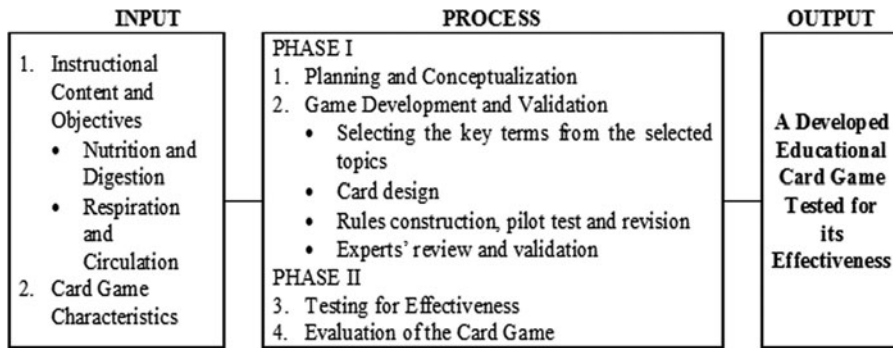 INPUT
1. Instructional
Content and
Objectives
• Nutrition and
Digestion
• Respiration
and
Circulation
2. Card Game
Characteristics
PROCESS
PHASE I
1. Planning and Conceptualization
2. Game Development and Validation
• Selecting the key terms from the selected
topics
• Card design
• Rules construction, pilot test and revision
• Experts' review and validation
PHASE II
3. Testing for Effectiveness
4. Evaluation of the Card Game
OUTPUT
A Developed
Educational
Card Game
Tested for
its
Effectiveness